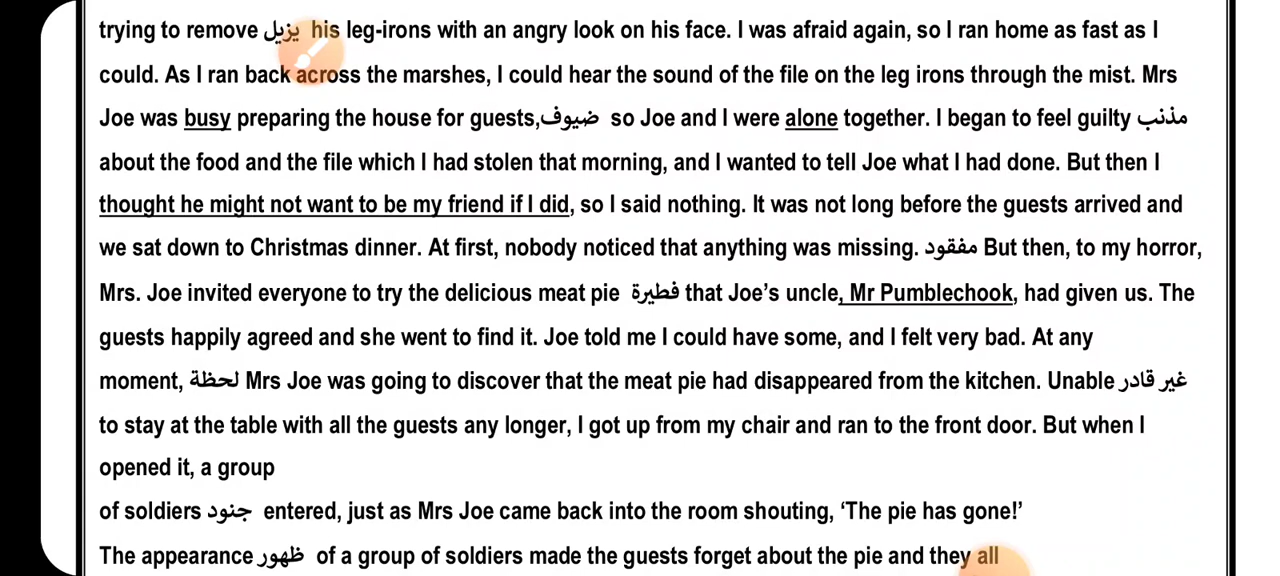 trying to remove يزيل his leg-irons with an angry look on his face. I was afraid again, so I ran home as fast as I
could. As I ran back across the marshes, I could hear the sound of the file on the leg irons through the mist. Mrs
Joe was busy preparing the house for guests,ضيوف so Joe and I were alone together. I began to feel guilty مذنب
about the food and the file which I had stolen that morning, and I wanted to tell Joe what I had done. But then I
thought he might not want to be my friend if I did, so I said nothing. It was not long before the guests arrived and
we sat down to Christmas dinner. At first, nobody noticed that anything was missing. مفقود But then, to my horror,
Mrs. Joe invited everyone to try the delicious meat pie فطيرة that Joe’s uncle, Mr Pumblechook, had given us. The
guests happily agreed and she went to find it. Joe told me I could have some, and I felt very bad. At any
moment, لحظة Mrs Joe was going to discover that the meat pie had disappeared from the kitchen. Unable غير قادر
to stay at the table with all the guests any longer, I got up from my chair and ran to the front door. But when I
opened it, a group
of soldiers جنود entered, just as Mrs Joe came back into the room shouting, ‘The pie has gone!’
The appearance ظهور of a group of soldiers made the guests forget about the pie and they all